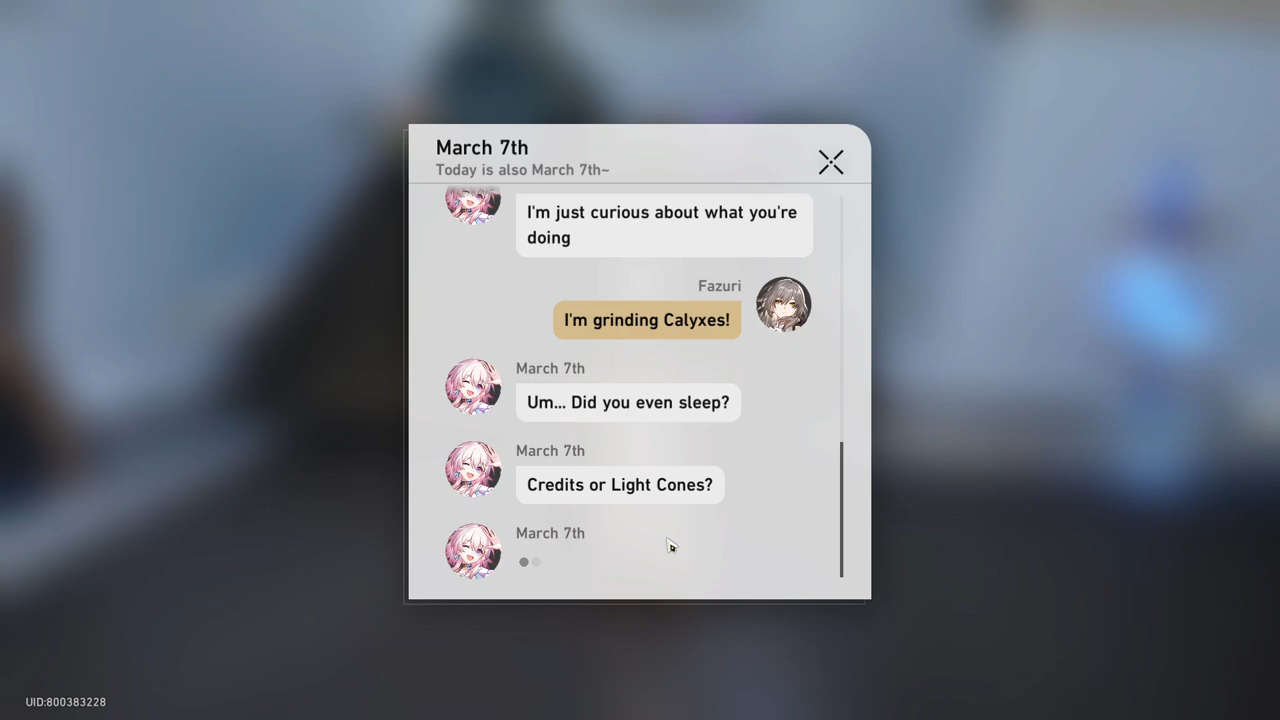 March 7th
Today is also March 7th~
I'm just curious about what you're
doing
Fazuri
I'm grinding Calyxes!
March 7th
Um... Did you even sleep?
March 7th
Credits or Light Cones?
March 7th
UID:800383228